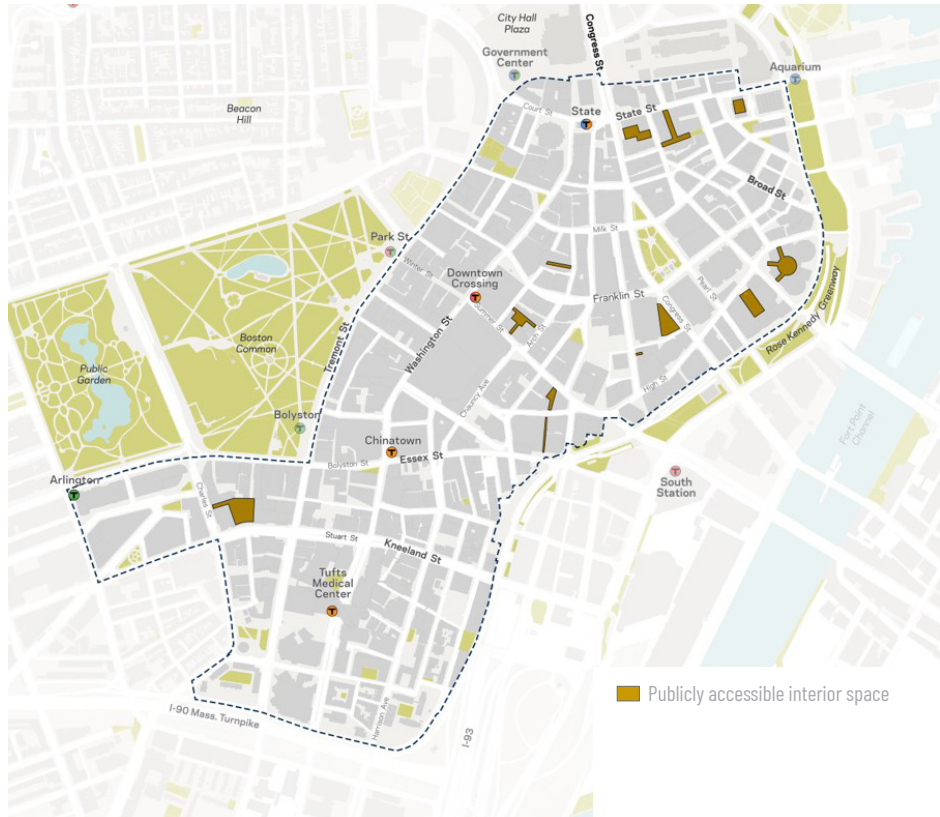 City Hall
Plaza
Congress St
Government
Center
Aquarium
Beacon
Hill
Court St
State
State St
Broad St
Milk St
Park St
Winter St
Downtown
Crossing
Franklin St
Pearl St
Congress St
Summer St
Arch St
Rose Kennedy Greenway
Tremont St
Washington St
Boston
Common
Public
Garden
High St
Chauncy Ave
Bolyston
Chinatown
Bolyston St
Essex St
Fort Point
Channel
South
Station
Arlington
Charles St
Stuart St
Kneeland St
Tufts
Medical
Center
Publicly accessible interior space
I-90 Mass. Turnpike
Harrison Ave
I-93
T
T
T
T
T
T
T
T
T
T